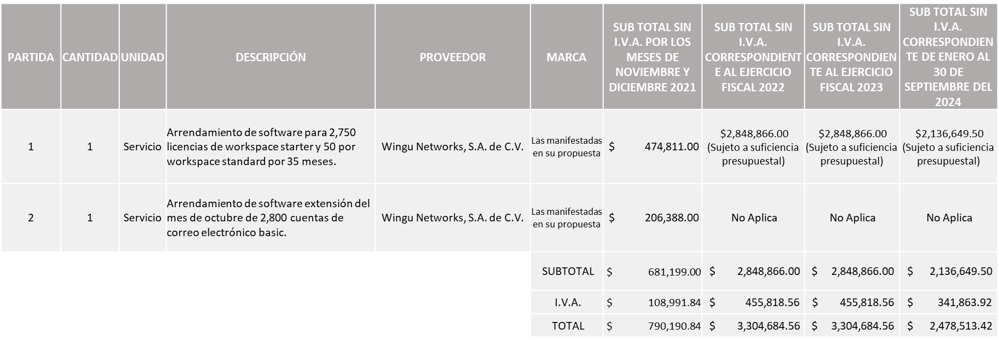 PARTIDA
CANTIDAD
UNIDAD
DESCRIPCIÓN
PROVEEDOR
MARCA
SUB TOTAL SIN
I.V.A. POR LOS
MESES DE
NOVIEMBRE Y
DICIEMBRE 2021
SUB TOTAL SIN
I.V.A.
CORRESPONDIENT
E AL EJERCICIO
FISCAL 2022
SUB TOTAL SIN
I.V.A.
CORRESPONDIEN
TE AL EJERCICIO
FISCAL 2023
SUB TOTAL SIN
I.V.A.
CORRESPONDIEN
TE DE ENERO AL
30 DE
SEPTIEMBRE DEL
2024
1
1
Servicio
Arrendamiento de software para 2,750
licencias de workspace starter y 50 por
workspace standard por 35 meses.
Wingu Networks, S.A. de C.V.
Las manifestadas
en su propuesta
$ 474,811.00
$2,848,866.00
(Sujeto a suficiencia
presupuestal)
$2,848,866.00
(Sujeto a suficiencia
presupuestal)
$2,136,649.50
(Sujeto a suficiencia
presupuestal)
2
1
Servicio
Arrendamiento de software extensión del
mes de octubre de 2,800 cuentas de
correo electrónico basic.
Wingu Networks, S.A. de C.V.
Las manifestadas
en su propuesta
$ 206,388.00
No Aplica
No Aplica
No Aplica
SUBTOTAL $ 681,199.00 $ 2,848,866.00 $ 2,848,866.00 $ 2,136,649.50
I.V.A. $ 108,991.84 $ 455,818.56 $ 455,818.56 $ 341,863.92
TOTAL $ 790,190.84 $ 3,304,684.56 $ 3,304,684.56 $ 2,478,513.42